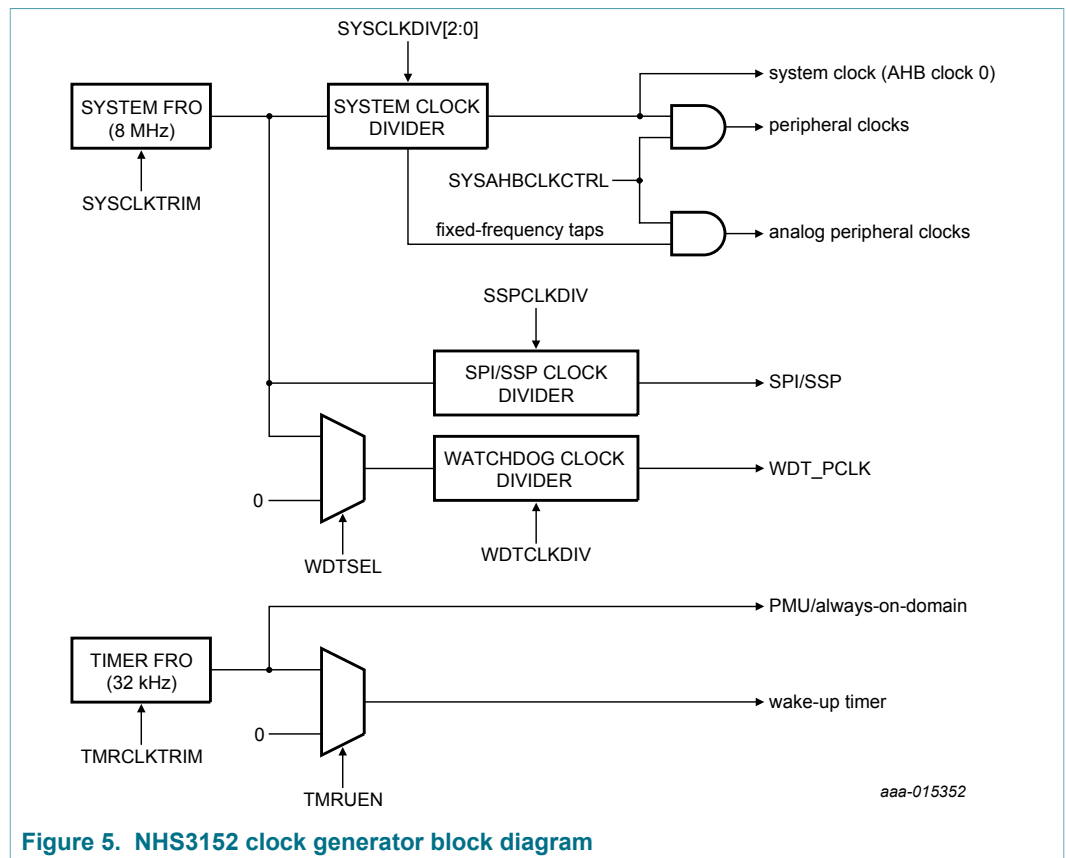 SYSCLKDIV[2:0]
SYSTEM FRO
(8 MHz)
SYSCLKTRIM
SYSTEM CLOCK
DIVIDER
system clock (AHB clock 0)
peripheral clocks
SYSAHBCLKCTRL
fixed-frequency taps
analog peripheral clocks
SSPCLKDIV
SPI/SSP CLOCK
DIVIDER
SPI/SSP
0
WDTSEL
WATCHDOG CLOCK
DIVIDER
WDT_PCLK
WDTCLKDIV
PMU/always-on-domain
TIMER FRO
(32 kHz)
TMRCLKTRIM
0
wake-up timer
TMRUEN
aaa-015352
Figure 5. NHS3152 clock generator block diagram